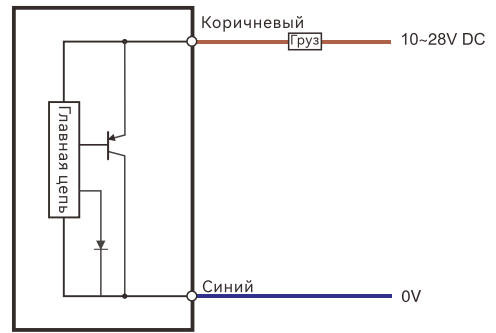 Коричневый
Груз
10~28V DC
Главная цепь
Синий
0V